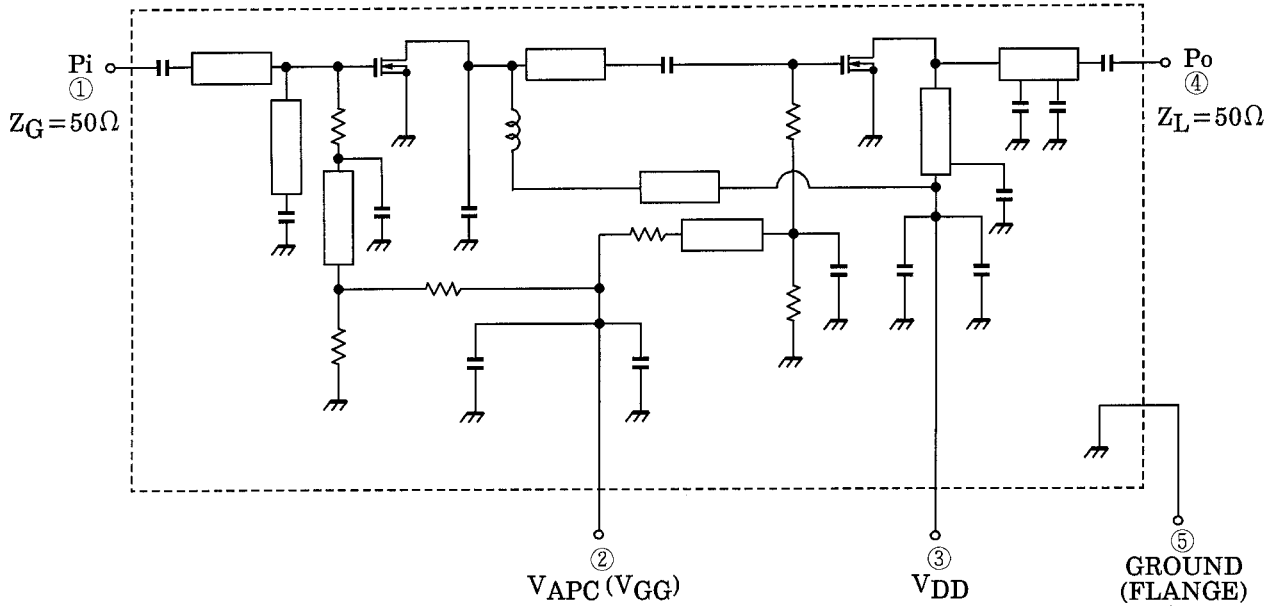 Pi
①
ZG=50Ω
Po
④
ZL=50Ω
②
VAPC (VGG)
③
VDD
⑤
GROUND
(FLANGE)